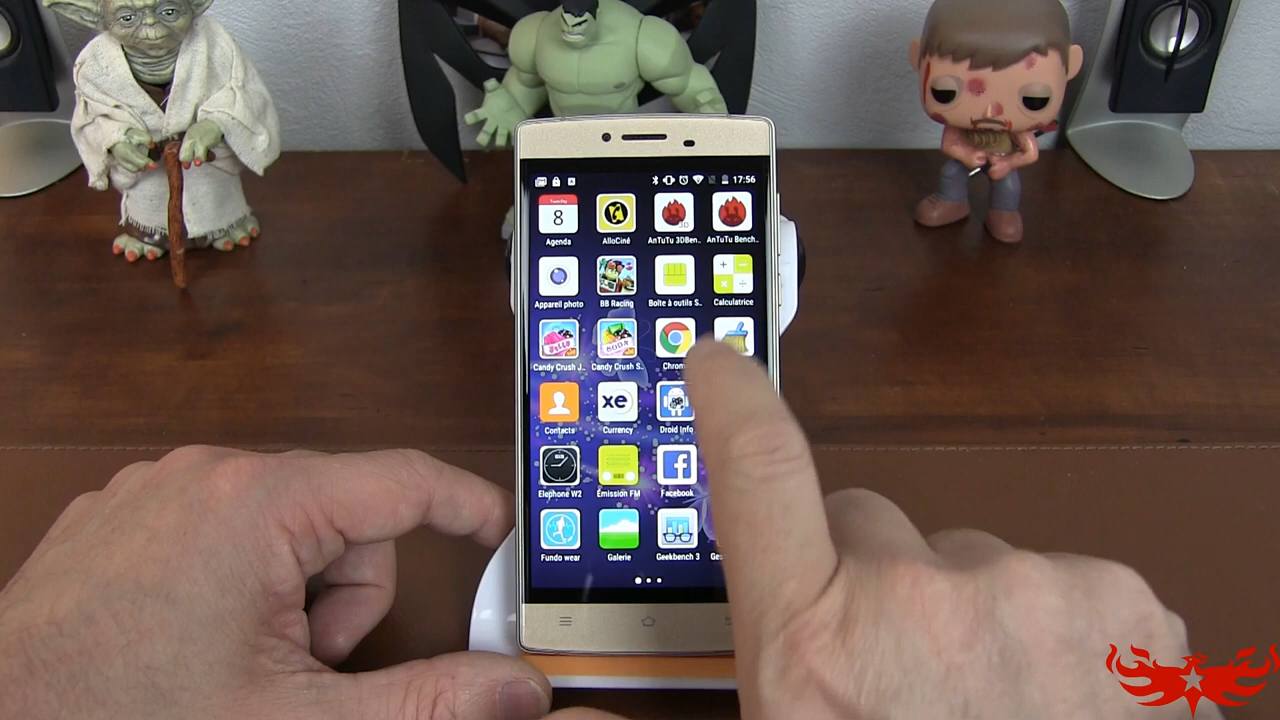 17:56
Tuesday
8
Agenda AlloCiné AnTuTu 3DBen.. AnTuTu Bench..
Appareil photo BB Racing Boîte à outils S.. Calculatrice
Candy Crush J.. Candy Crush S.. Chrom
xe
Contacts Currency Droid Info
Elephone W2 Émission FM Facebook
Fundo wear Galerie Geekbench 3